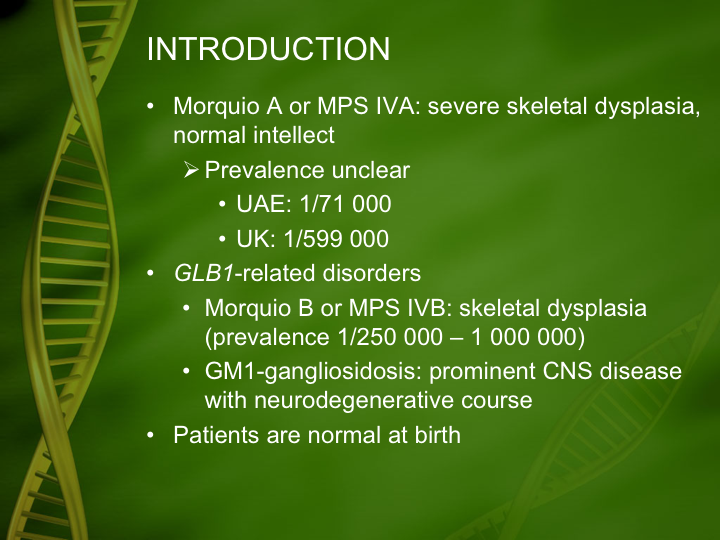 INTRODUCTION
• Morquio A or MPS IVA: severe skeletal dysplasia,
normal intellect
➢ Prevalence unclear
• UAE: 1/71 000
• UK: 1/599 000
• GLB1-related disorders
• Morquio B or MPS IVB: skeletal dysplasia
(prevalence 1/250 000 – 1 000 000)
• GM1-gangliosidosis: prominent CNS disease
with neurodegenerative course
• Patients are normal at birth